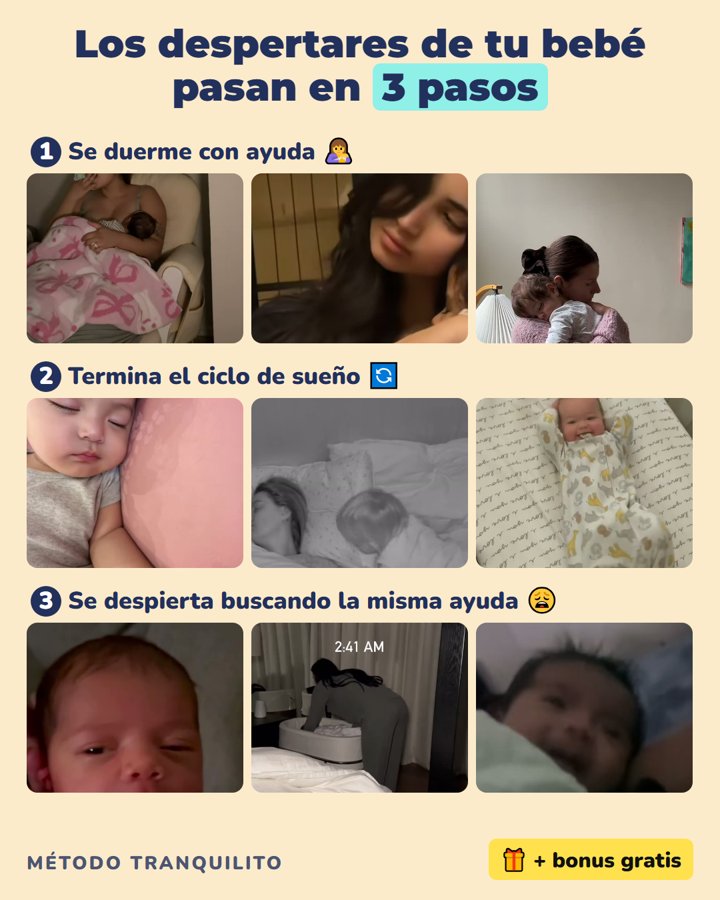 Los despertares de tu bebé
pasan en 3 pasos
1 Se duerme con ayuda 🤱
2 Termina el ciclo de sueño 🔄
3 Se despierta buscando la misma ayuda 😩
2:41 AM
MÉTODO TRANQUILITO
🎁 + bonus gratis